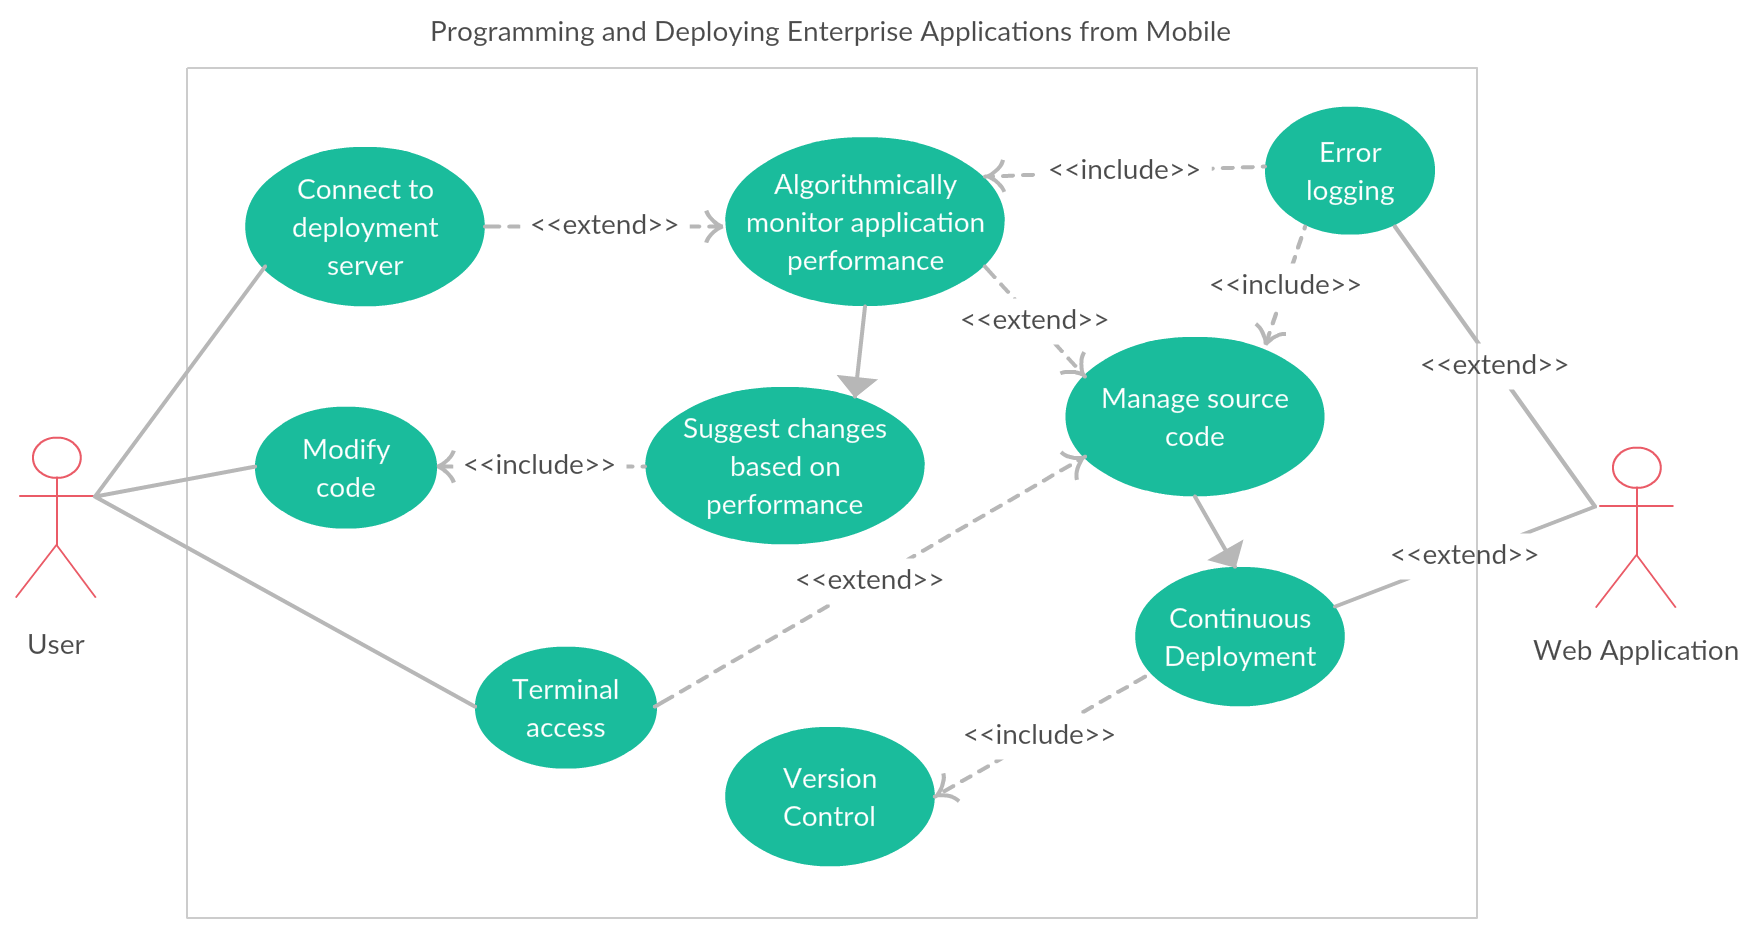 Programming and Deploying Enterprise Applications from Mobile
Connect to
deployment
server
<<extend>>
Algorithmically
monitor application
performance
<<include>>
Error
logging
<<extend>>
<<include>>
<<extend>>
Modify
code
<<include>>
Suggest changes
based on
performance
Manage source
code
<<extend>>
<<extend>>
User
Web Application
Terminal
access
Continuous
Deployment
<<include>>
Version
Control